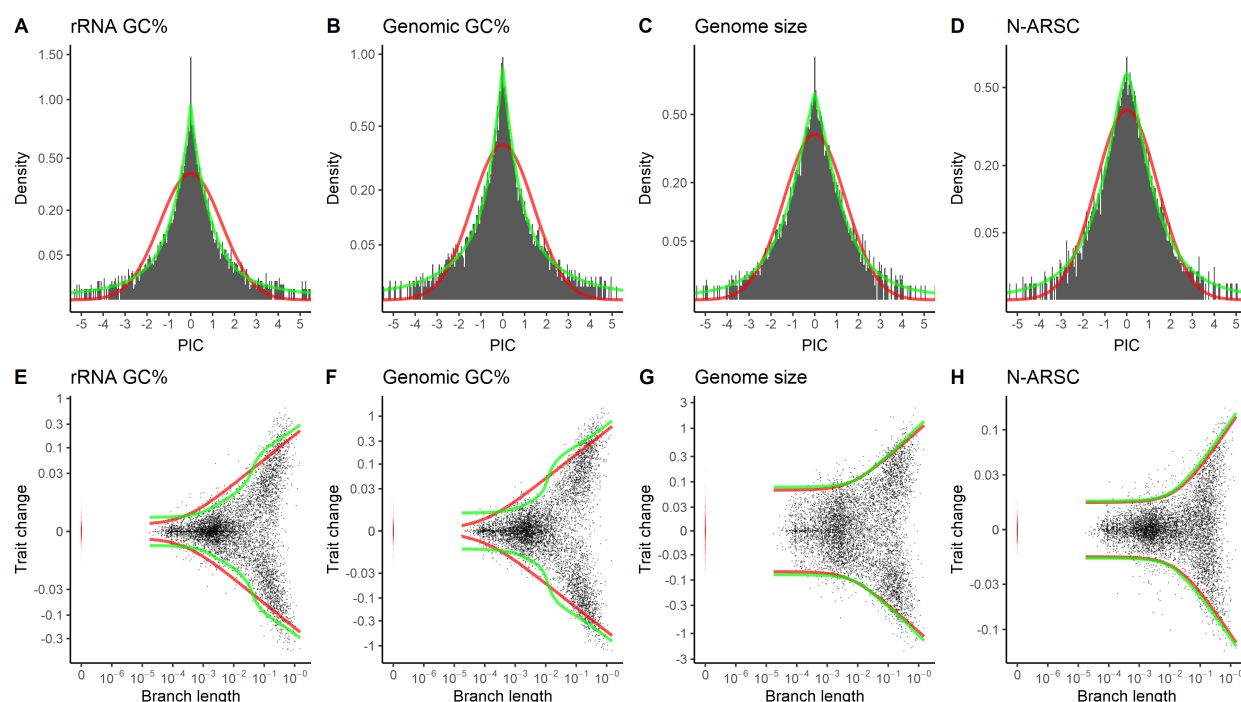 A rRNA GC%
B Genomic GC%
C Genome size
D N-ARSC
Density
1.50
1.00
0.50
0.20
0.05
-5 -4 -3 -2 -1 0 1 2 3 4 5
PIC
Density
1.00
0.50
0.20
0.05
-5 -4 -3 -2 -1 0 1 2 3 4 5
PIC
Density
0.50
0.20
0.05
-5 -4 -3 -2 -1 0 1 2 3 4 5
PIC
Density
0.50
0.20
0.05
-5 -4 -3 -2 -1 0 1 2 3 4 5
PIC
E rRNA GC%
F Genomic GC%
G Genome size
H N-ARSC
Trait change
1
0.3
0.1
0.03
0
-0.03
-0.1
-0.3
0 10⁻⁶ 10⁻⁵ 10⁻⁴ 10⁻³ 10⁻² 10⁻¹ 10⁻⁰
Branch length
Trait change
1
0.3
0.1
0.03
0
-0.03
-0.1
-0.3
-1
0 10⁻⁶ 10⁻⁵ 10⁻⁴ 10⁻³ 10⁻² 10⁻¹ 10⁻⁰
Branch length
Trait change
3
1
0.3
0.1
0.03
0
-0.03
-0.1
-0.3
-1
-3
0 10⁻⁶ 10⁻⁵ 10⁻⁴ 10⁻³ 10⁻² 10⁻¹ 10⁻⁰
Branch length
Trait change
0.1
0.03
0
-0.03
-0.1
0 10⁻⁶ 10⁻⁵ 10⁻⁴ 10⁻³ 10⁻² 10⁻¹ 10⁻⁰
Branch length